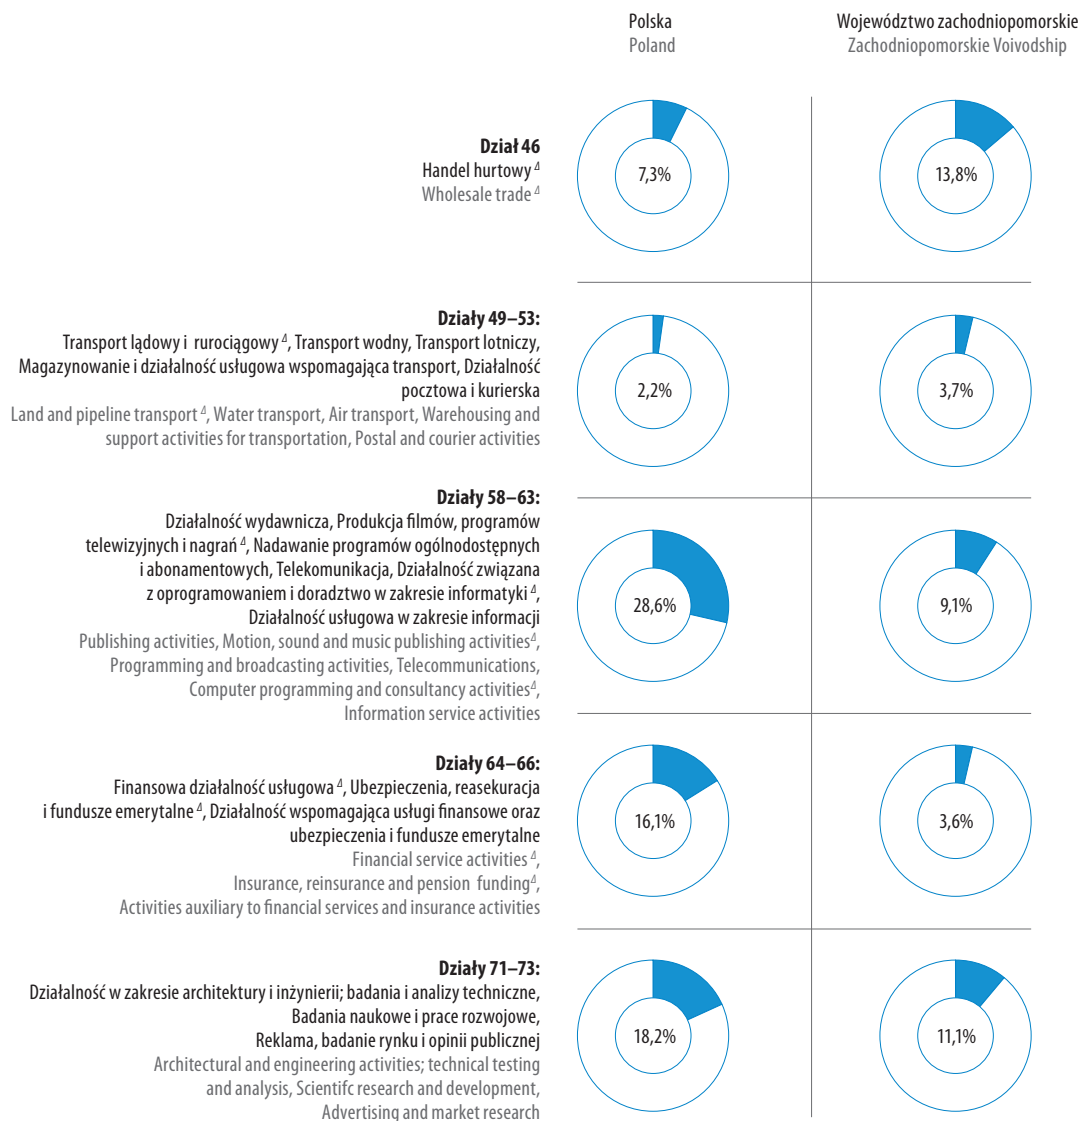 Polska
Poland
Województwo zachodniopomorskie
Zachodniopomorskie Voivodship
Dział 46
Handel hurtowy Δ
Wholesale trade Δ
7,3%
13,8%
Działy 49–53:
Transport lądowy i rurociągowy Δ, Transport wodny, Transport lotniczy,
Magazynowanie i działalność usługowa wspomagająca transport, Działalność
pocztowa i kurierska
Land and pipeline transport Δ, Water transport, Air transport, Warehousing and
support activities for transportation, Postal and courier activities
2,2%
3,7%
Działy 58–63:
Działalność wydawnicza, Produkcja filmów, programów
telewizyjnych i nagrań Δ, Nadawanie programów ogólnodostępnych
i abonamentowych, Telekomunikacja, Działalność związana
z oprogramowaniem i doradztwo w zakresie informatyki Δ,
Działalność usługowa w zakresie informacji
Publishing activities, Motion, sound and music publishing activitiesΔ,
Programming and broadcasting activities, Telecommunications,
Computer programming and consultancy activitiesΔ,
Information service activities
28,6%
9,1%
Działy 64–66:
Finansowa działalność usługowa Δ, Ubezpieczenia, reasekuracja
i fundusze emerytalne Δ, Działalność wspomagająca usługi finansowe oraz
ubezpieczenia i fundusze emerytalne
Financial service activities Δ,
Insurance, reinsurance and pension fundingΔ,
Activities auxiliary to financial services and insurance activities
16,1%
3,6%
Działy 71–73:
Działalność w zakresie architektury i inżynierii; badania i analizy techniczne,
Badania naukowe i prace rozwojowe,
Reklama, badanie rynku i opinii publicznej
Architectural and engineering activities; technical testing
and analysis, Scientifc research and development,
Advertising and market research
18,2%
11,1%